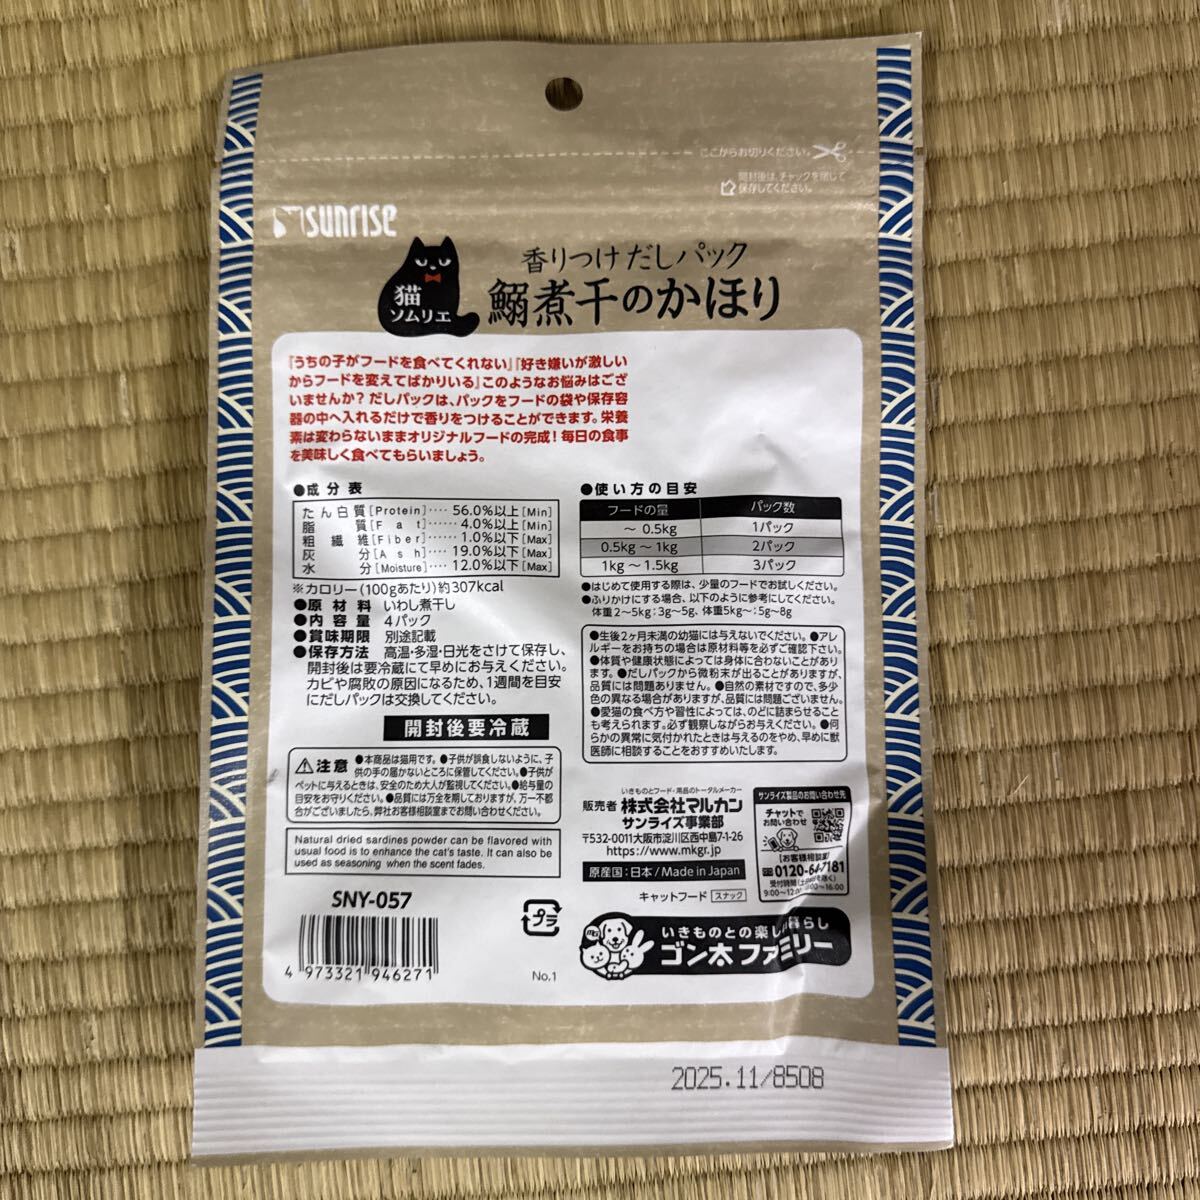 ここからお切りください。
開封後は、チャックを閉じて
保存してください。
sunrise
猫
ソムリエ
香りつけ だしパック
鰯煮干のかほり
『うちの子がフードを食べてくれない』『好き嫌いが激しい
からフードを変えてばかりいる』このようなお悩みはござ
いませんか？だしパックは、パックをフードの袋や保存容
器の中へ入れるだけで香りをつけることができます。栄養
素は変わらないままオリジナルフードの完成！毎日の食事
を美味しく食べてもらいましょう。
●成分表
たん白質[Protein]‥‥56.0%以上[Min]
脂質[Fat]‥‥‥4.0%以上[Min]
粗繊維[Fiber]‥‥‥1.0%以下[Max]
灰分[Ash]‥‥19.0%以下[Max]
水分[Moisture]‥‥12.0%以下[Max]
※カロリー(100gあたり)約307kcal
●原材料 いわし煮干し
●内容量 4パック
●賞味期限 別途記載
●保存方法 高温・多湿・日光をさけて保存し、
開封後は要冷蔵にて早めにお与えください。
カビや腐敗の原因になるため、1週間を目安
にだしパックは交換してください。
開封後要冷蔵
注意 ●本商品は猫用です。●子供が誤食しないように、子
供の手の届かないところに保管してください。●子供が
ペットに与えるときは、安全のため大人が監視してください。●給与量の
目安をお守りください。●品質には万全を期しておりますが、万一不都
合がございましたら、弊社お客様相談室までお問い合わせください。
Natural dried sardines powder can be flavored with
usual food is to enhance the cat's taste. It can also be
used as seasoning when the scent fades.
SNY-057
4 973321 946271
プラ
No.1
●使い方の目安
フードの量 パック数
～0.5kg 1パック
0.5kg～1kg 2パック
1kg～1.5kg 3パック
●はじめて使用する際は、少量のフードでお試しください。
●ふりかけにする場合、以下のように参考にしてください。
体重2～5kg:3g～5g、体重5kg～:5g～8g
●生後2ヶ月未満の幼猫には与えないでください。●アレ
ルギーをお持ちの場合は原材料等を必ずご確認下さい。
●体質や健康状態によっては身体に合わないことがあり
ます。●だしパックから微粉末が出ることがありますが、
品質には問題ありません。●自然の素材ですので、多少
色の異なる場合がありますが、品質には問題ございません。
●愛猫の食べ方や習性によっては、のどに詰まらせること
も考えられます。必ず観察しながらお与えください。●何ら
かの異常に気付かれたときは与えるのをやめ、早めに獣
医師に相談することをおすすめいたします。
いきものとフード・用品のトータルメーカー
販売者 株式会社マルカン
サンライズ事業部
〒532-0011大阪市淀川区西中島7-1-26
https://www.mkgr.jp
原産国：日本/Made in Japan
キャットフード スナック
サンライズ製品のお問い合わせ先
チャットで
お問い合わせ
【お客様相談室】
いきものとの楽しい暮らし
ゴン太ファミリー
2025.11/8508